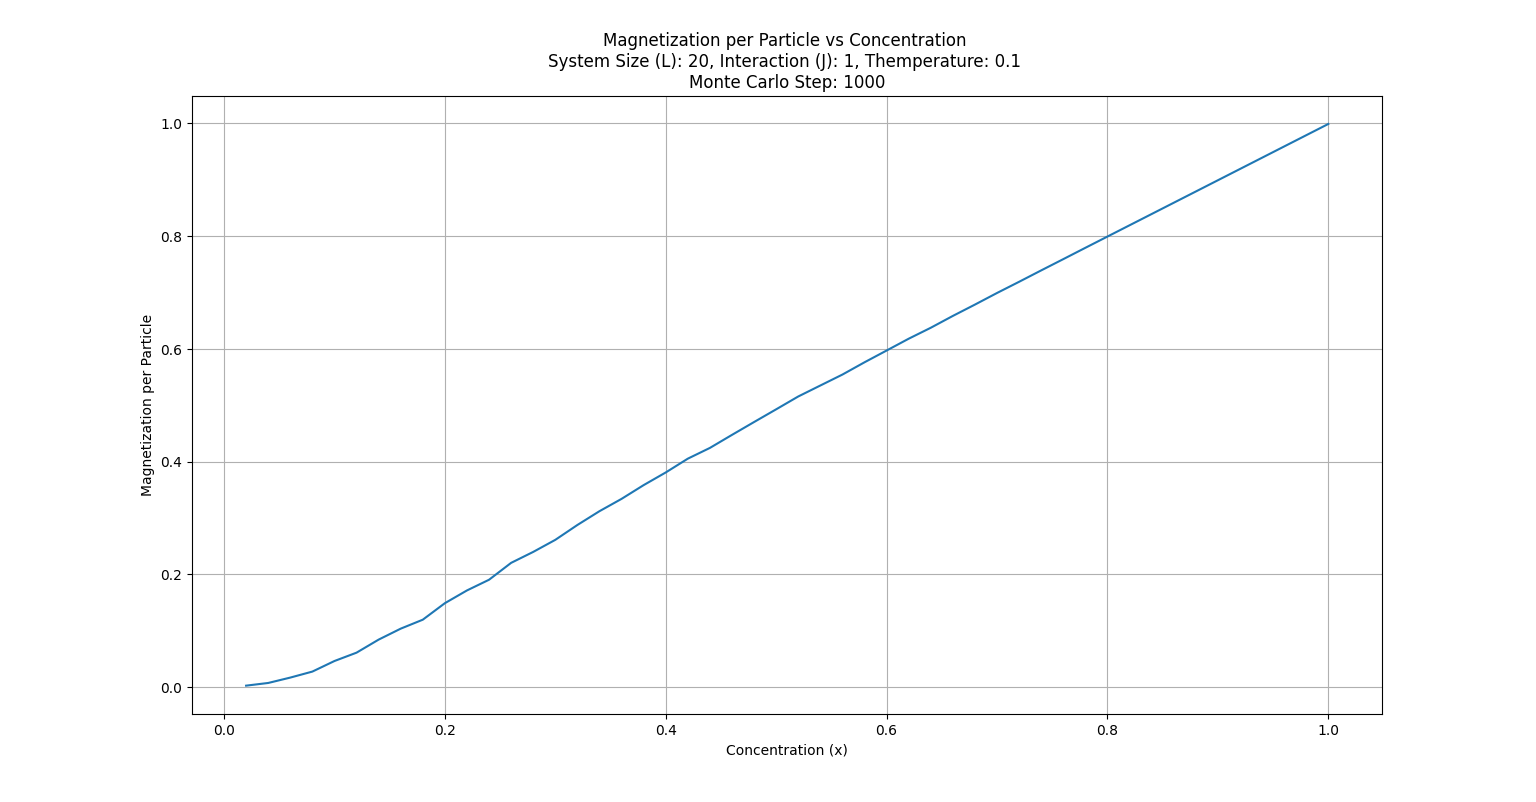 Magnetization per Particle vs Concentration
System Size (L): 20, Interaction (J): 1, Themperature: 0.1
Monte Carlo Step: 1000
Magnetization per Particle
1.0
0.8
0.6
0.4
0.2
0.0
0.0 0.2 0.4 0.6 0.8 1.0
Concentration (x)